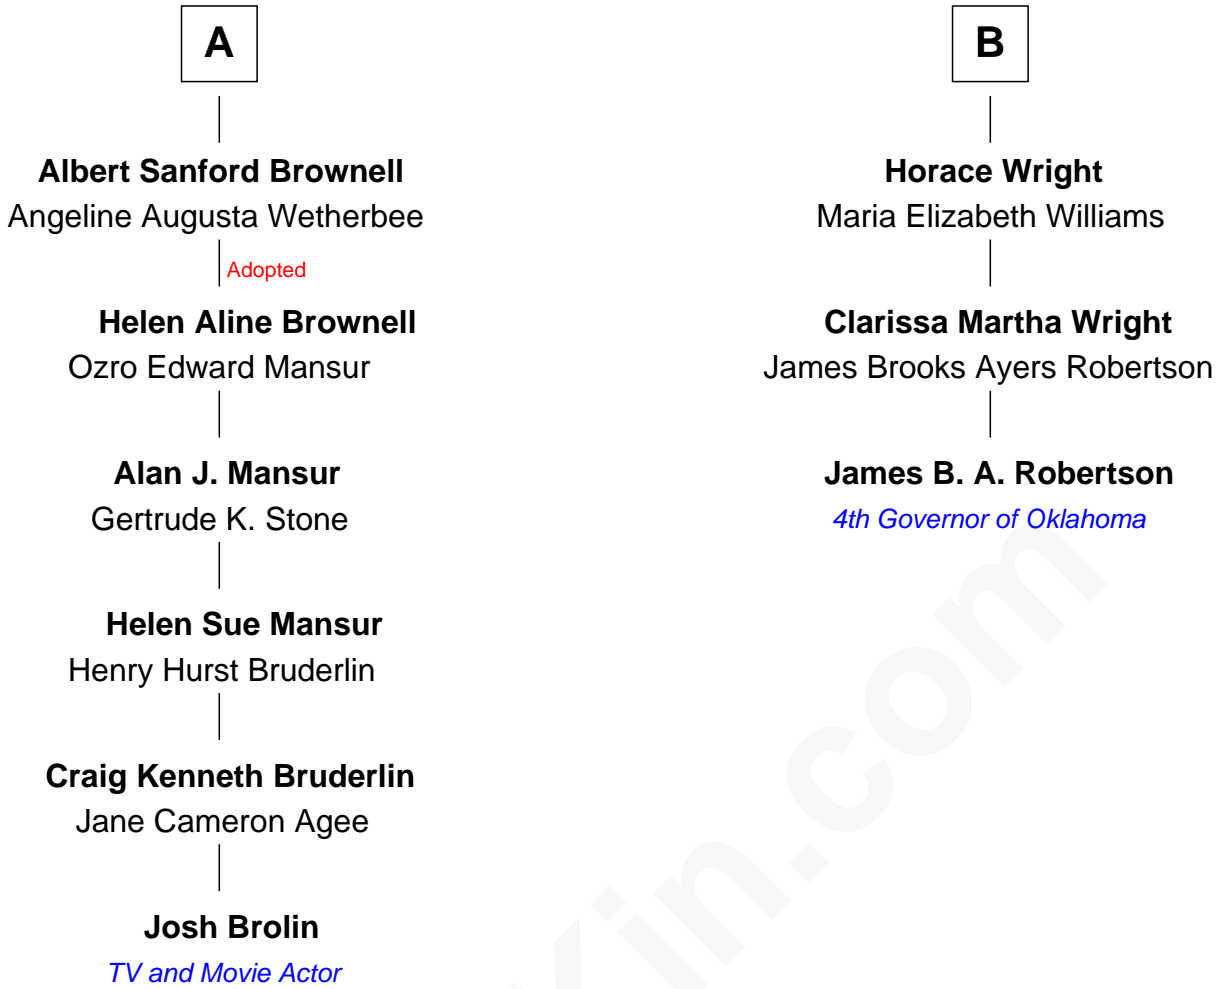 A
Albert Sanford Brownell
Angeline Augusta Wetherbee
Adopted
Helen Aline Brownell
Ozro Edward Mansur
Alan J. Mansur
Gertrude K. Stone
Helen Sue Mansur
Henry Hurst Bruderlin
Craig Kenneth Bruderlin
Jane Cameron Agee
Josh Brolin
TV and Movie Actor
B
Horace Wright
Maria Elizabeth Williams
Clarissa Martha Wright
James Brooks Ayers Robertson
James B. A. Robertson
4th Governor of Oklahoma
Kin.com